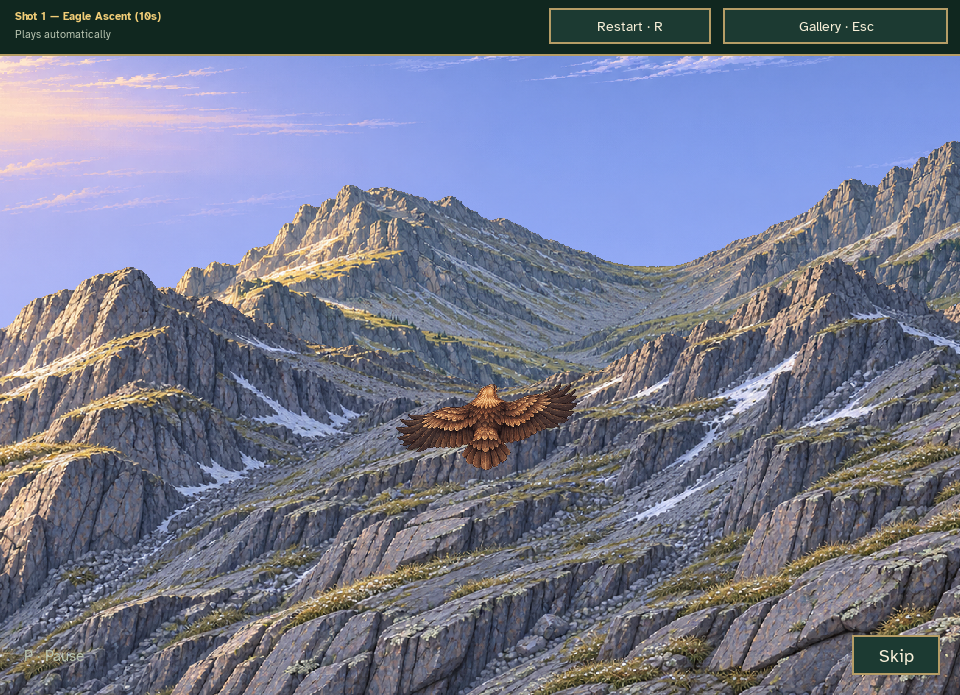 Shot 1 — Eagle Ascent (10s)
Plays automatically
Restart · R
Gallery · Esc
P · Pause
Skip